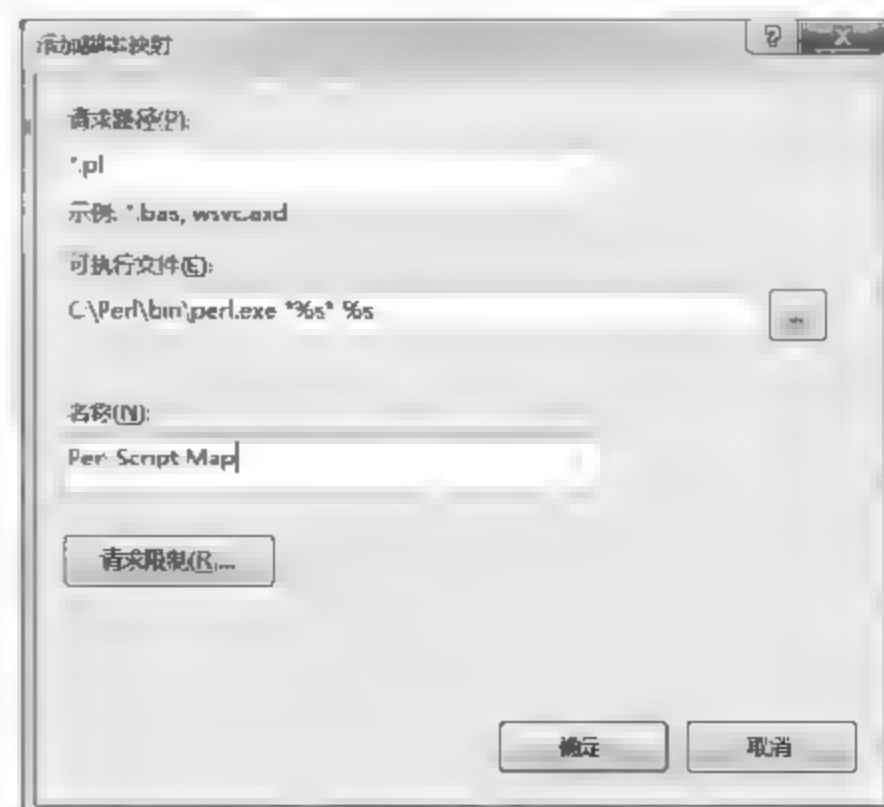 添加脚本映射
请求路径(P):
*.pl
示例: *.bas, wsvc.axd
可执行文件(E):
C:\Perl\bin\perl.exe "%s" %s
...
名称(N):
Perl Script Map
请求限制(R)...
确定
取消